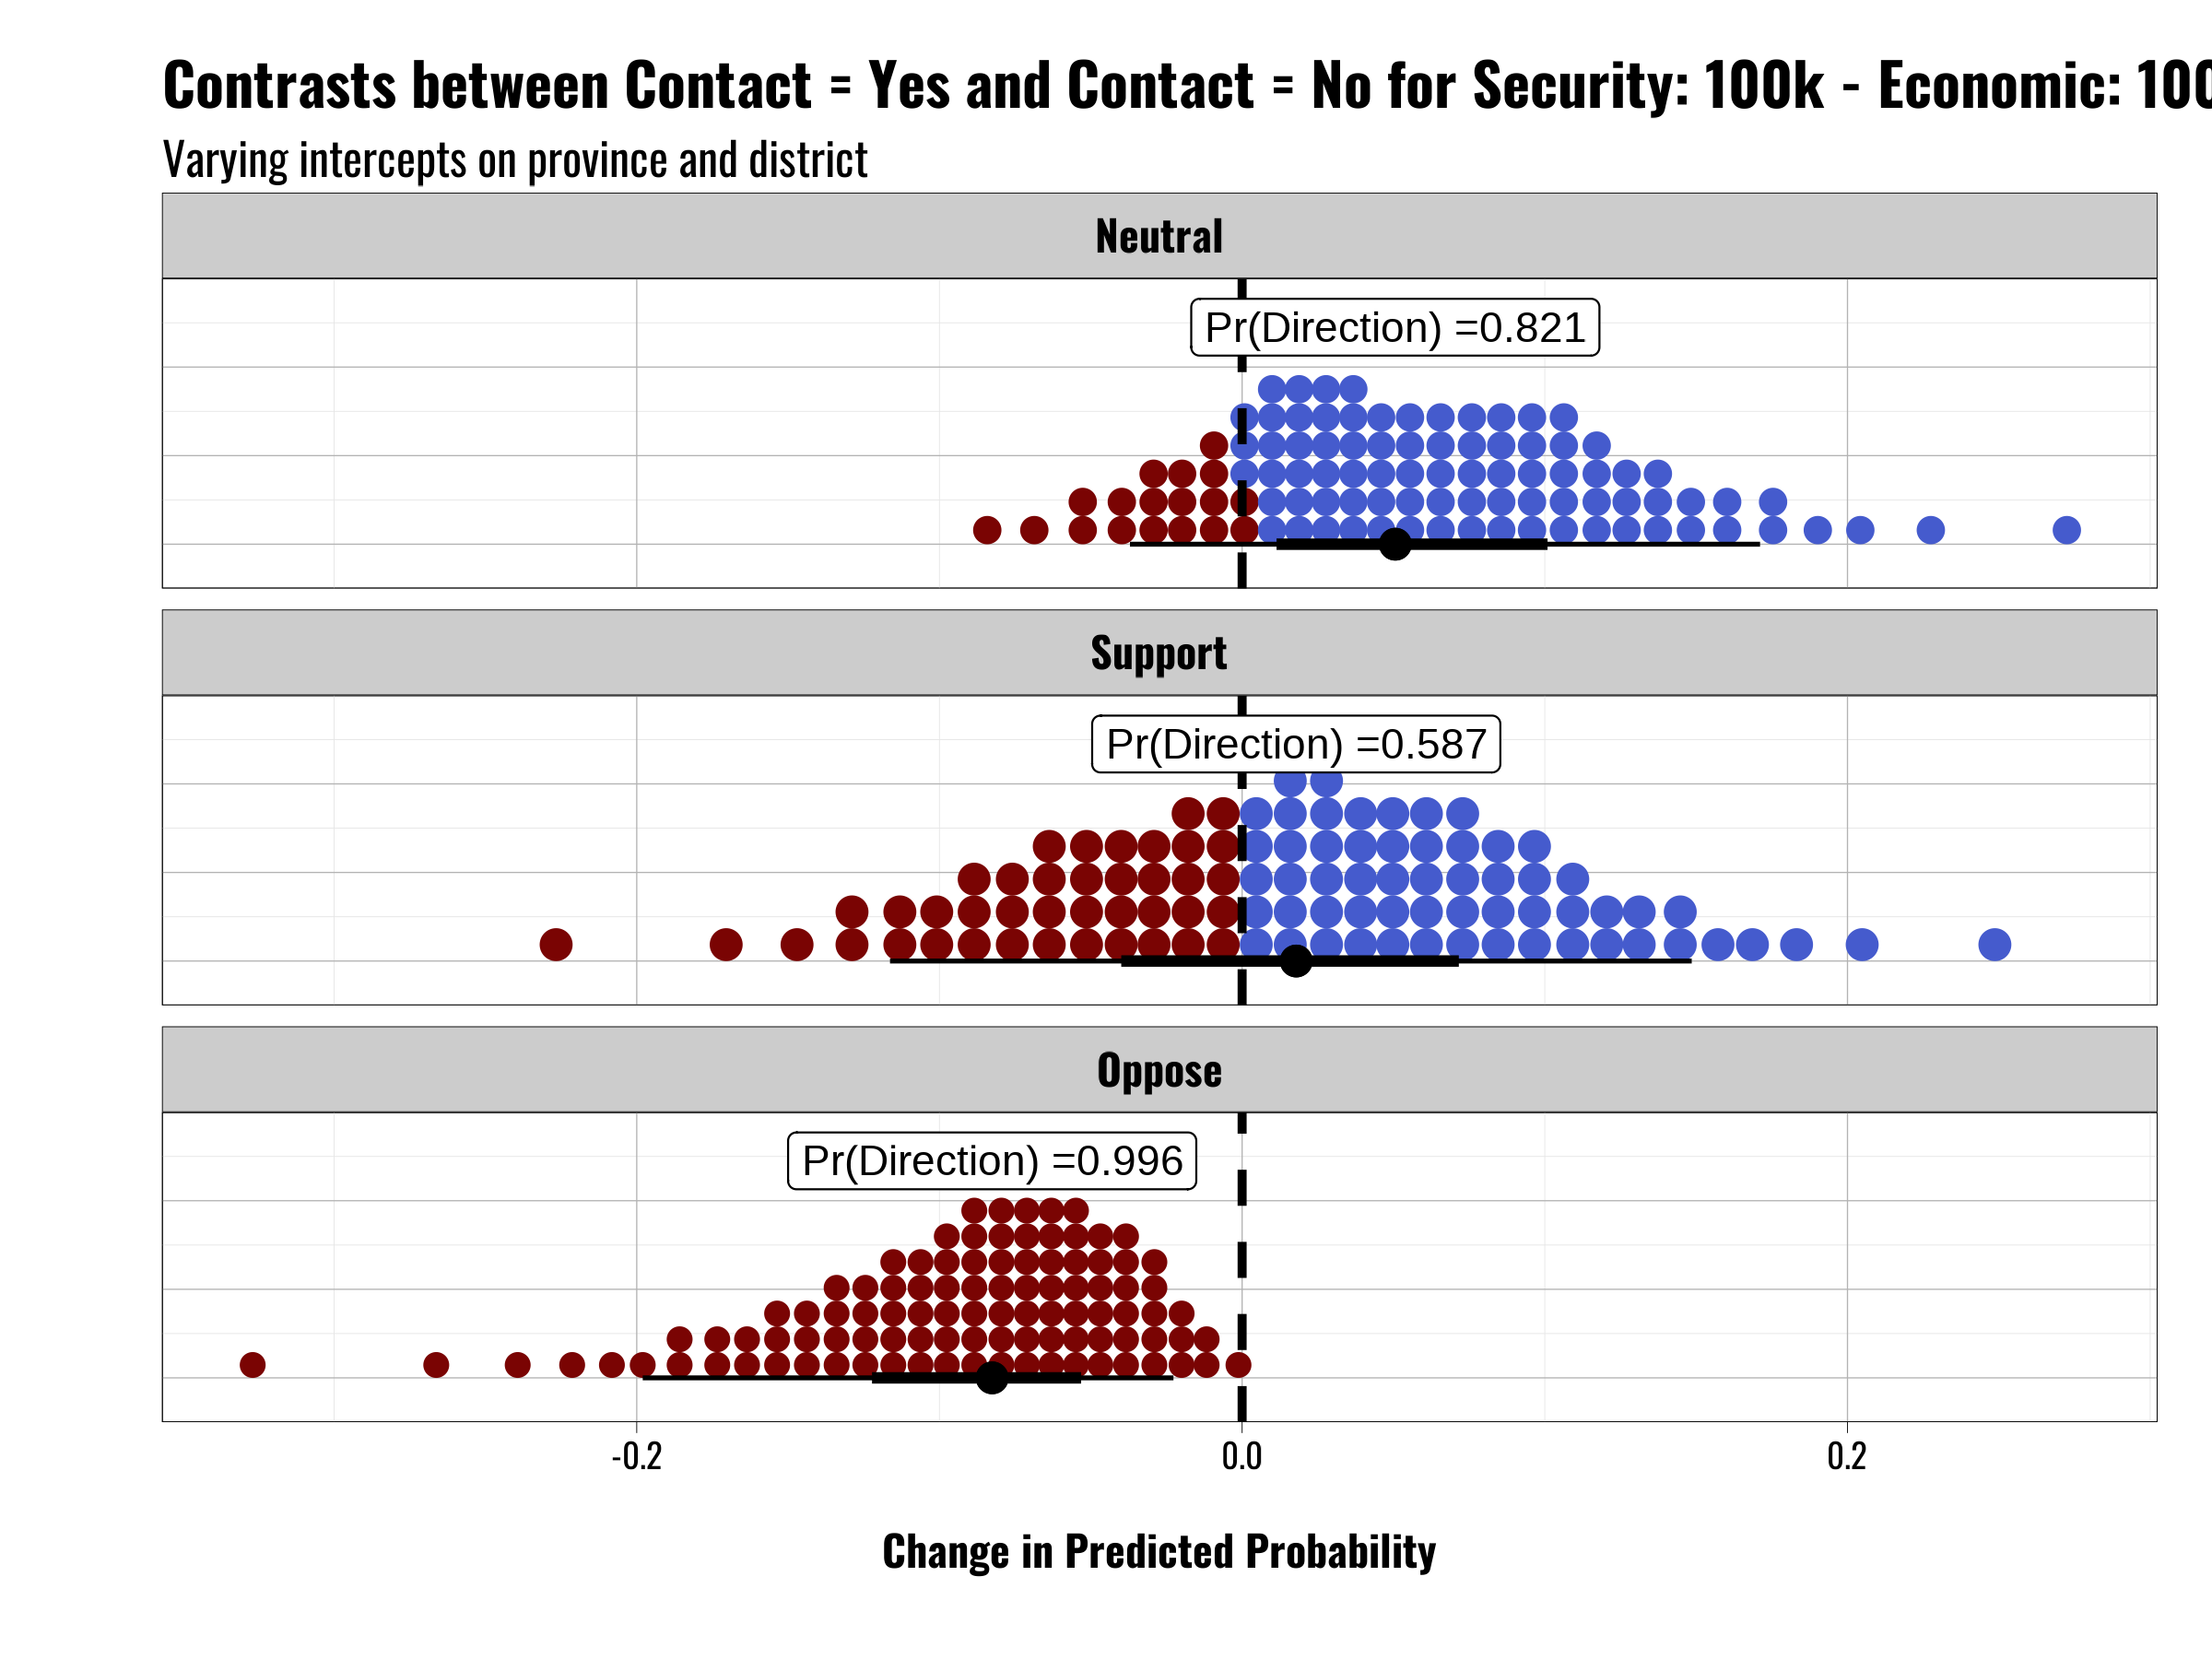 Contrasts between Contact = Yes and Contact = No for Security: 100k - Economic: 100
Varying intercepts on province and district
Neutral
Pr(Direction) =0.821
Support
Pr(Direction) =0.587
Oppose
Pr(Direction) =0.996
-0.2 0.0 0.2
Change in Predicted Probability